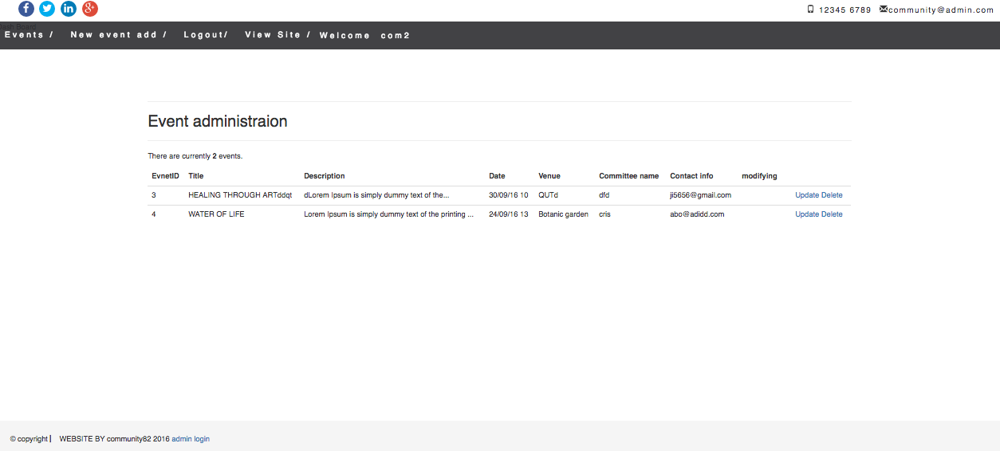 12345 6789 community@admin.com
Dash Board
Events / New event add / Logout/ View Site / Welcome com2
Event administraion
There are currently 2 events.
EvnetID Title Description Date Venue Committee name Contact info modifying
3 HEALING THROUGH ARTddqt dLorem Ipsum is simply dummy text of the... 30/09/16 10 QUTd dfd ji5656@gmail.com Update Delete
4 WATER OF LIFE Lorem Ipsum is simply dummy text of the printing ... 24/09/16 13 Botanic garden cris abo@adidd.com Update Delete
© copyright | WEBSITE BY community82 2016 admin login